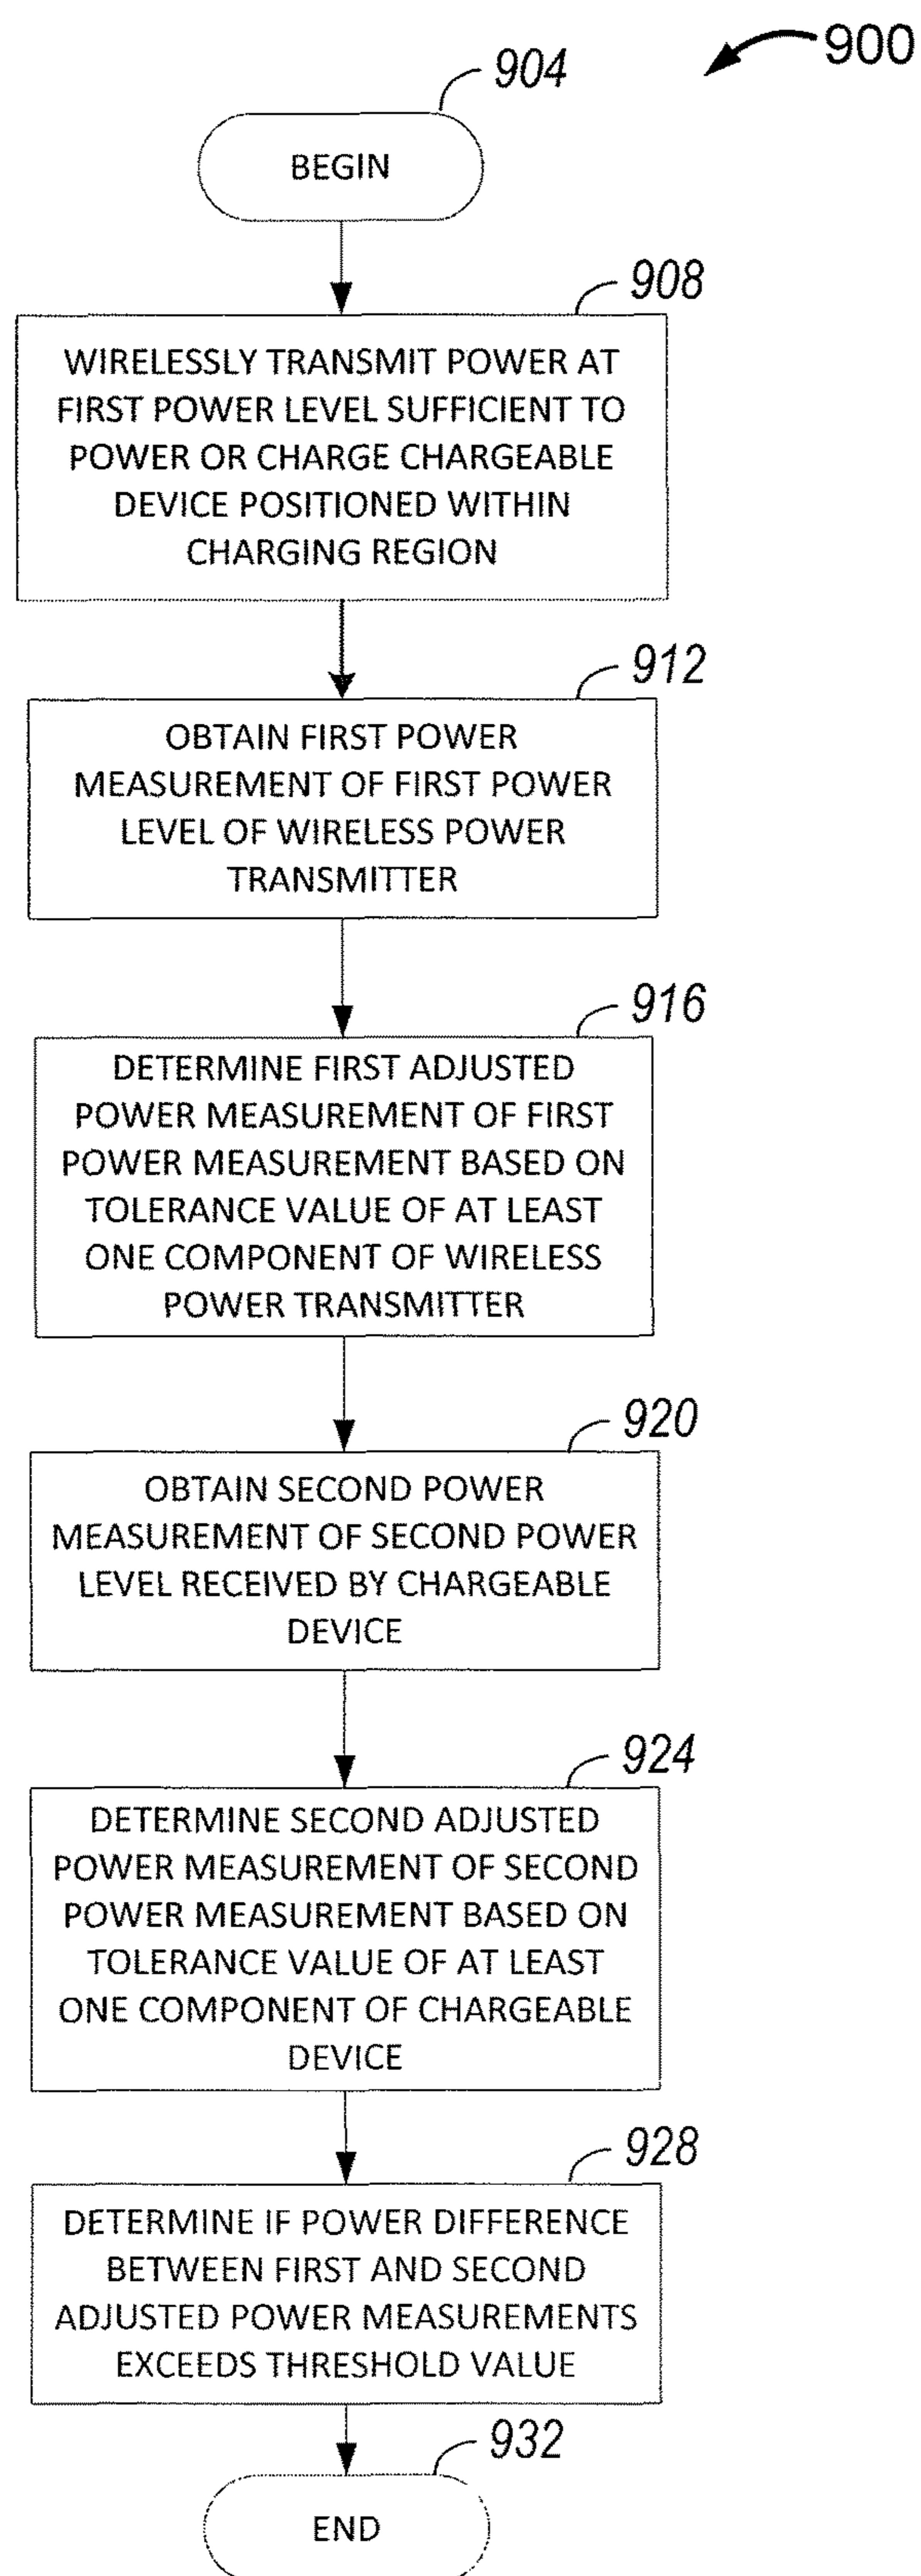 900
904
BEGIN
908
WIRELESSLY TRANSMIT POWER AT
FIRST POWER LEVEL SUFFICIENT TO
POWER OR CHARGE CHARGEABLE
DEVICE POSITIONED WITHIN
CHARGING REGION
912
OBTAIN FIRST POWER
MEASUREMENT OF FIRST POWER
LEVEL OF WIRELESS POWER
TRANSMITTER
916
DETERMINE FIRST ADJUSTED
POWER MEASUREMENT OF FIRST
POWER MEASUREMENT BASED ON
TOLERANCE VALUE OF AT LEAST
ONE COMPONENT OF WIRELESS
POWER TRANSMITTER
920
OBTAIN SECOND POWER
MEASUREMENT OF SECOND POWER
LEVEL RECEIVED BY CHARGEABLE
DEVICE
924
DETERMINE SECOND ADJUSTED
POWER MEASUREMENT OF SECOND
POWER MEASUREMENT BASED ON
TOLERANCE VALUE OF AT LEAST
ONE COMPONENT OF CHARGEABLE
DEVICE
928
DETERMINE IF POWER DIFFERENCE
BETWEEN FIRST AND SECOND
ADJUSTED POWER MEASUREMENTS
EXCEEDS THRESHOLD VALUE
932
END